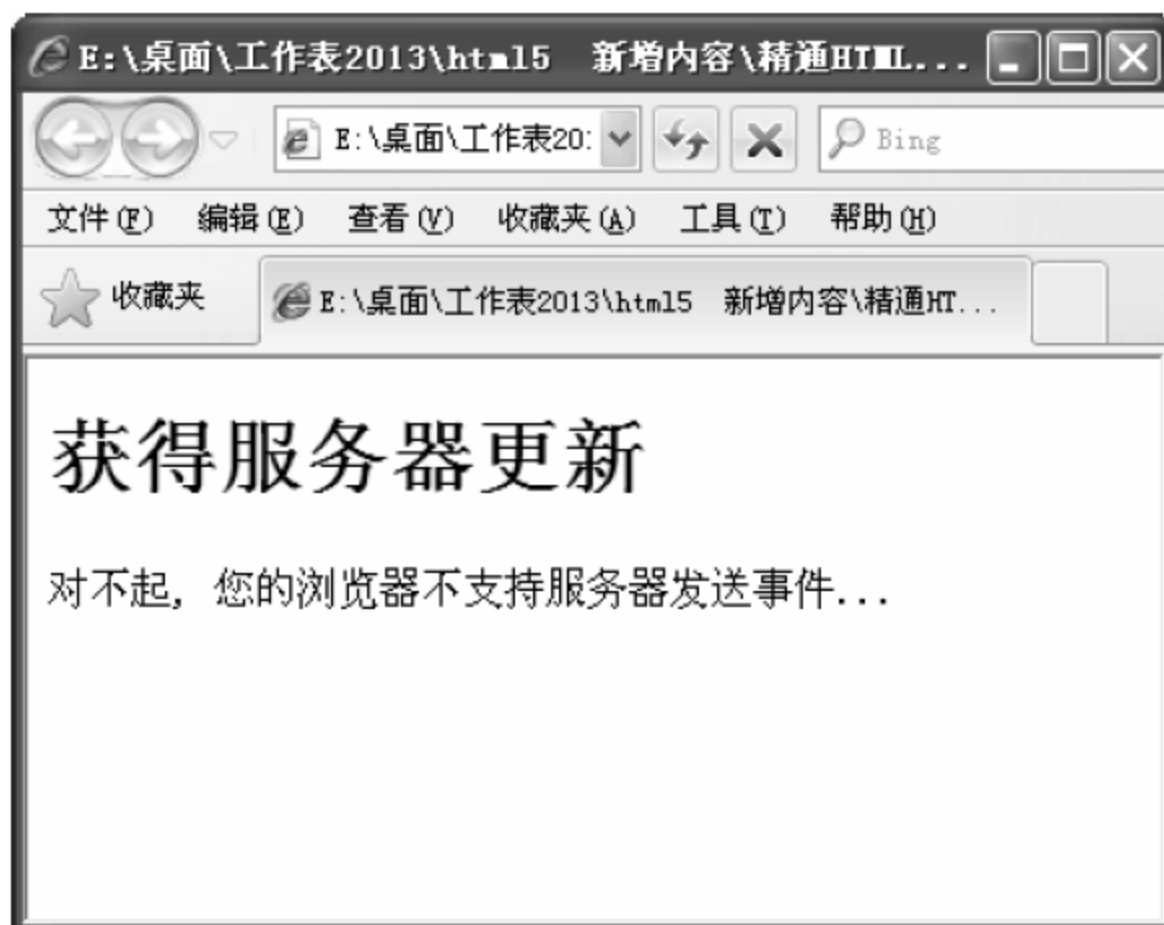 E:\桌面\工作表2013\html5 新增内容\精通HTML...
E:\桌面\工作表20: Bing
文件(F) 编辑(E) 查看(V) 收藏夹(A) 工具(T) 帮助(H)
收藏夹 E:\桌面\工作表2013\html5 新增内容\精通HT...
获得服务器更新
对不起, 您的浏览器不支持服务器发送事件...